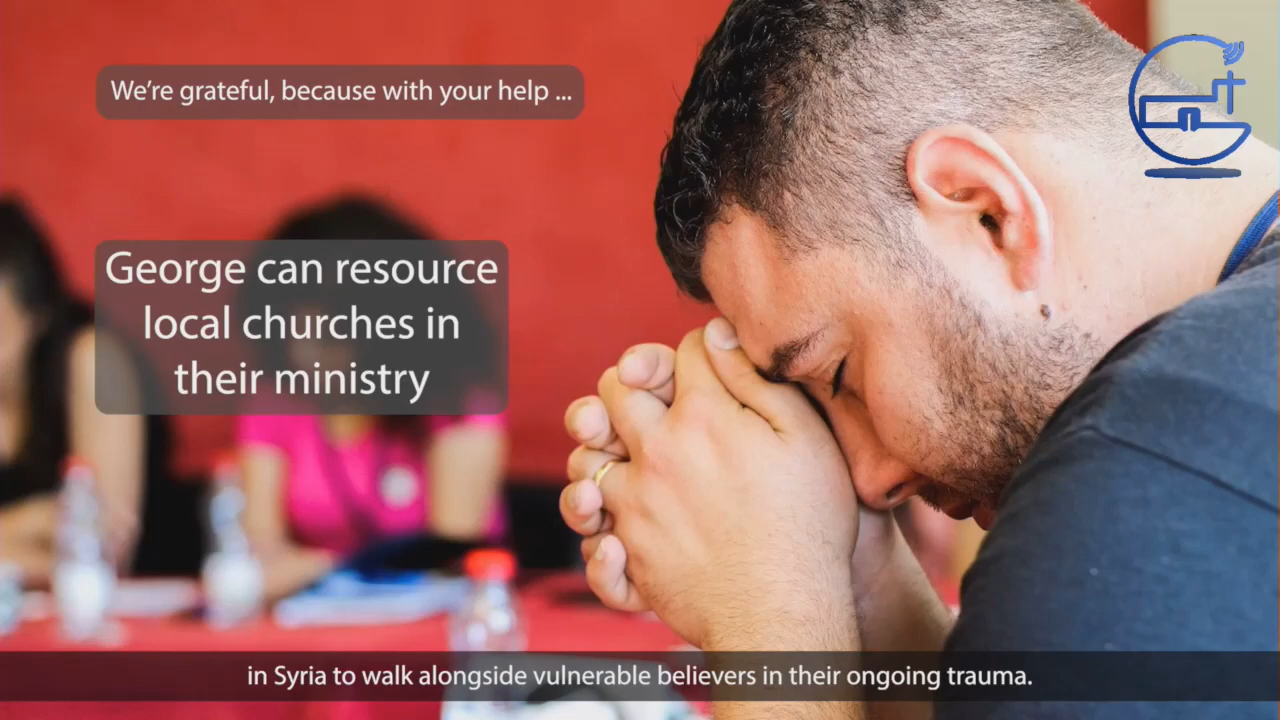 We're grateful, because with your help ...
George can resource
local churches in
their ministry
in Syria to walk alongside vulnerable believers in their ongoing trauma.